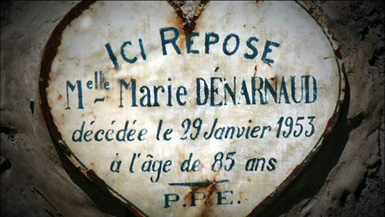 ICI REPOSE
Melle Marie DÉNARNAUD
décédée le 29 Janvier 1953
à l'âge de 85 ans
P.P.E.